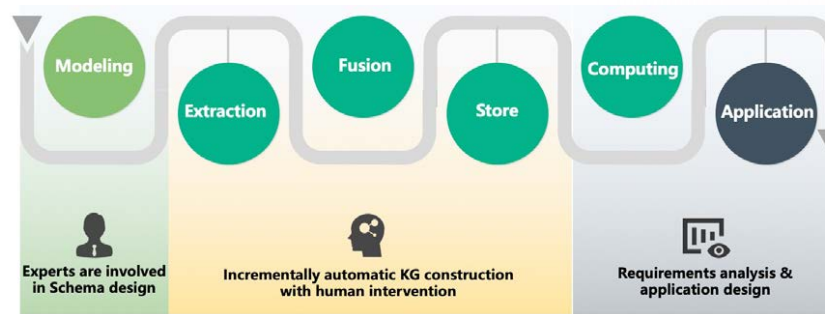 Modeling
Extraction
Fusion
Store
Computing
Application
Experts are involved
in Schema design
Incrementally automatic KG construction
with human intervention
Requirements analysis &
application design